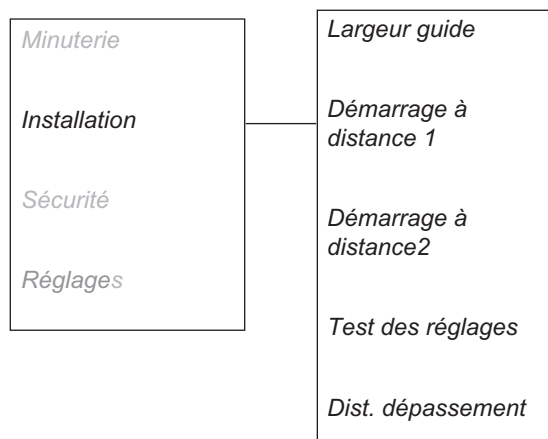 Minuterie
Installation
Sécurité
Réglages
Largeur guide
Démarrage à
distance 1
Démarrage à
distance2
Test des réglages
Dist. dépassement